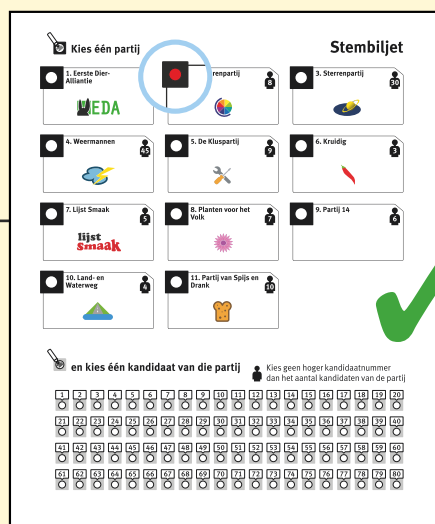 Kies één partij
Stembiljet
1. Eerste Dier-
Alliantie
EDA
renpartij
8
3. Sterrenpartij
30
4. Weermannen
45
5. De Kluspartij
9
6. Kruidig
3
7. Lijst Smaak
5
lijst
smaak
8. Planten voor het
Volk
7
9. Partij 14
6
10. Land- en
Waterweg
4
11. Partij van Spijs en
Drank
10
en kies één kandidaat van die partij
Kies geen hoger kandidaatnummer
dan het aantal kandidaten van de partij
1 2 3 4 5 6 7 8 9 10 11 12 13 14 15 16 17 18 19 20
21 22 23 24 25 26 27 28 29 30 31 32 33 34 35 36 37 38 39 40
41 42 43 44 45 46 47 48 49 50 51 52 53 54 55 56 57 58 59 60
61 62 63 64 65 66 67 68 69 70 71 72 73 74 75 76 77 78 79 80